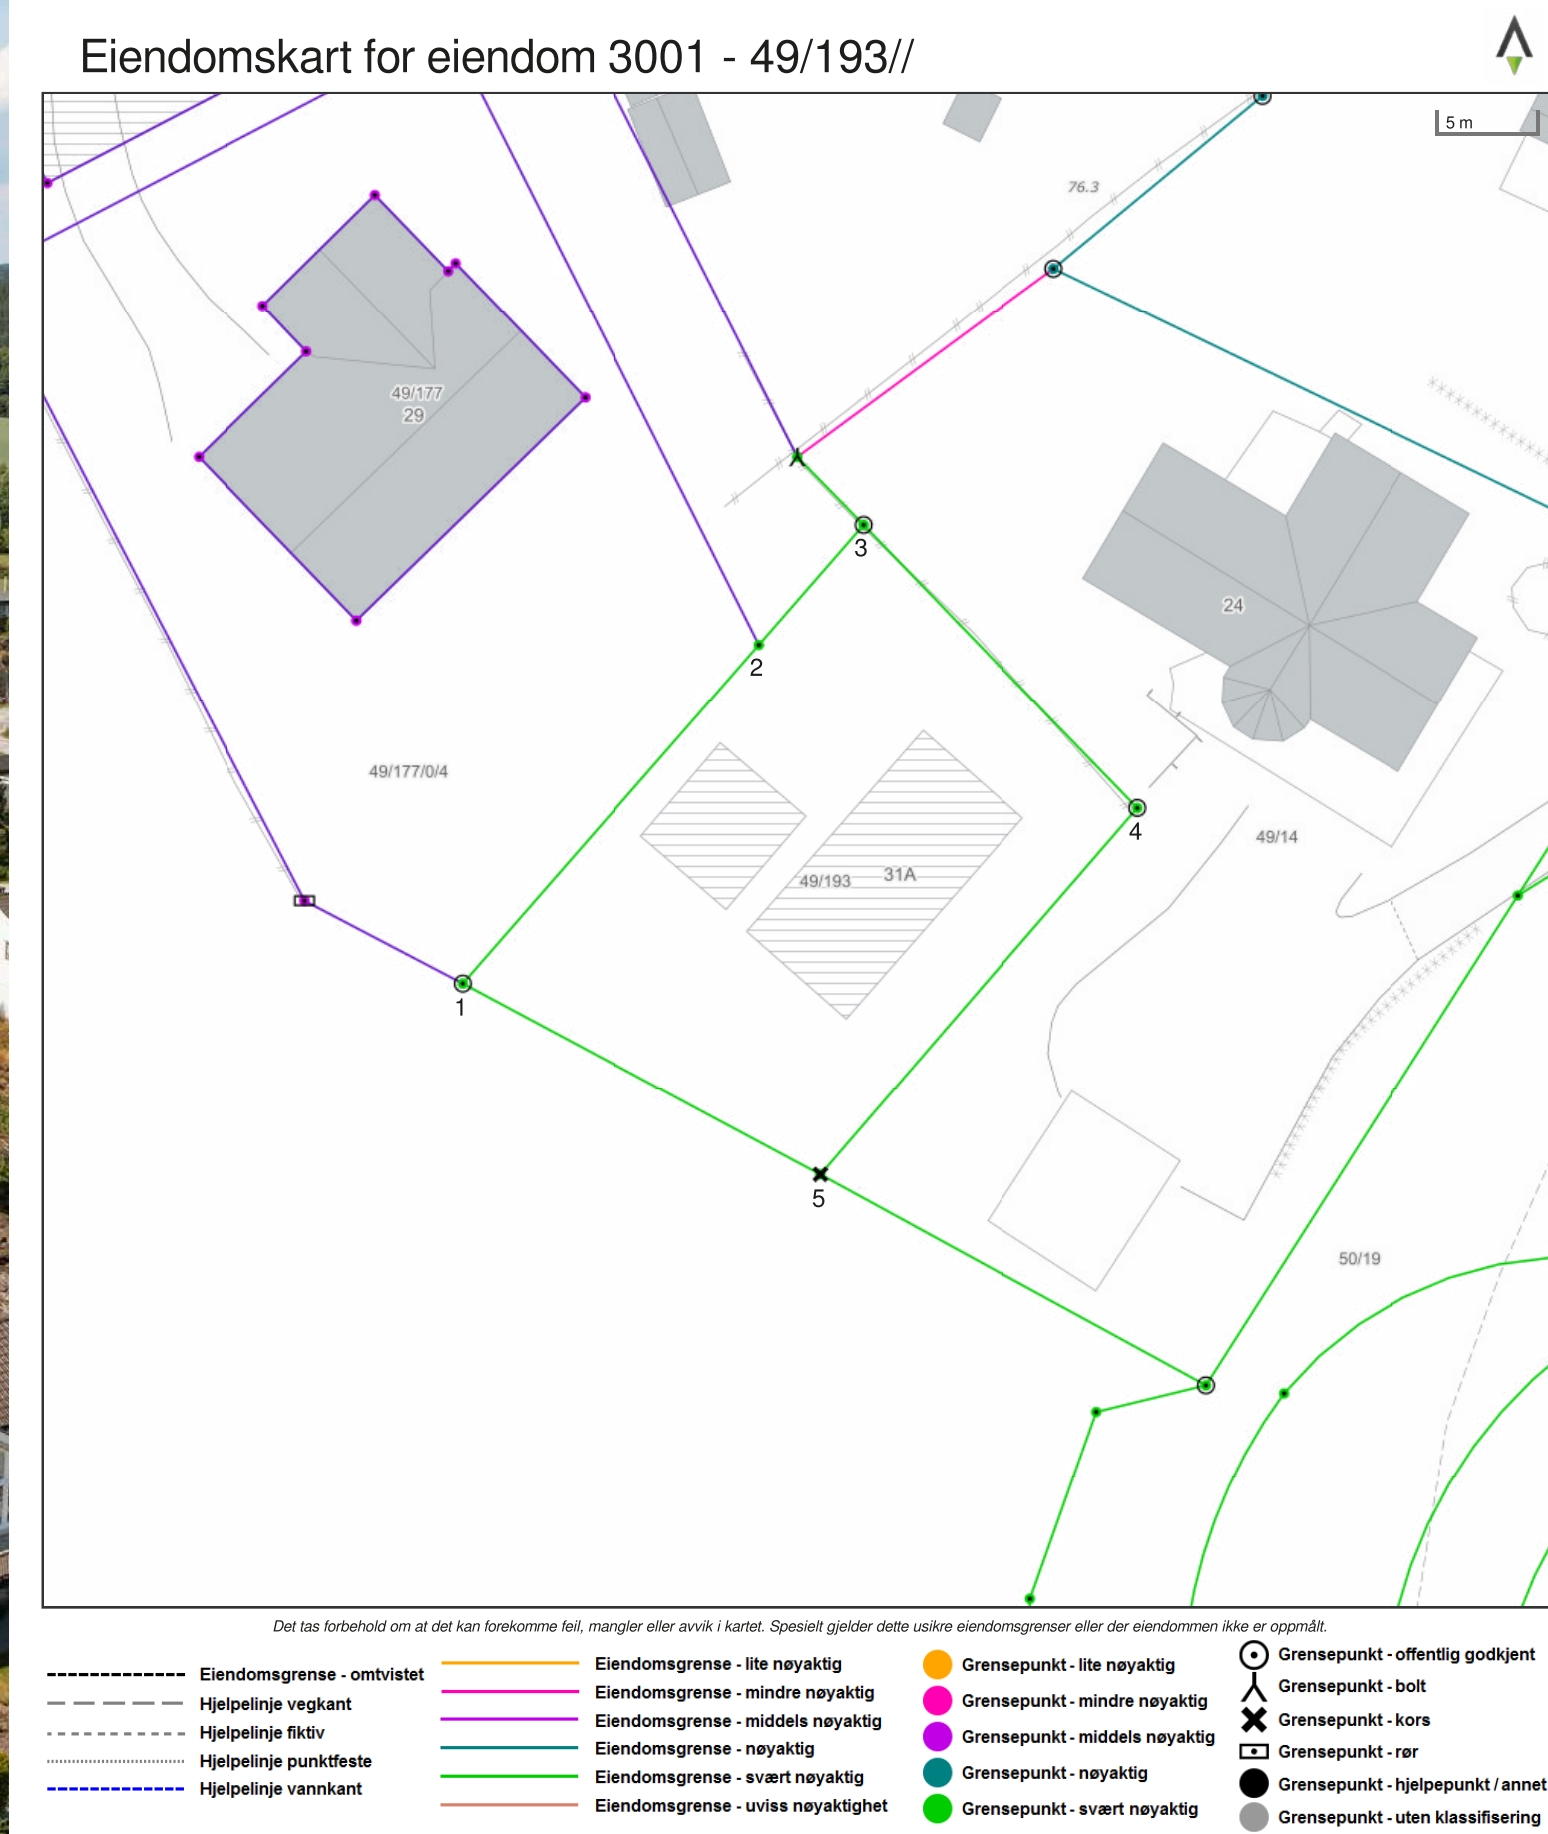 Eiendomskart for eiendom 3001 - 49/193//
5 m
76.3
49/177
29
3
24
2
49/177/0/4
4
49/14
49/193
31A
1
5
50/19
Det tas forbehold om at det kan forekomme feil, mangler eller avvik i kartet. Spesielt gjelder dette usikre eiendomsgrenser eller der eiendommen ikke er oppmålt.
Eiendomsgrense - omtvistet
Hjelpelinje vegkant
Hjelpelinje fiktiv
Hjelpelinje punktfeste
Hjelpelinje vannkant
Eiendomsgrense - lite nøyaktig
Eiendomsgrense - mindre nøyaktig
Eiendomsgrense - middels nøyaktig
Eiendomsgrense - nøyaktig
Eiendomsgrense - svært nøyaktig
Eiendomsgrense - uviss nøyaktighet
Grensepunkt - lite nøyaktig
Grensepunkt - mindre nøyaktig
Grensepunkt - middels nøyaktig
Grensepunkt - nøyaktig
Grensepunkt - svært nøyaktig
Grensepunkt - offentlig godkjent
Grensepunkt - bolt
Grensepunkt - kors
Grensepunkt - rør
Grensepunkt - hjelpepunkt / annet
Grensepunkt - uten klassifisering